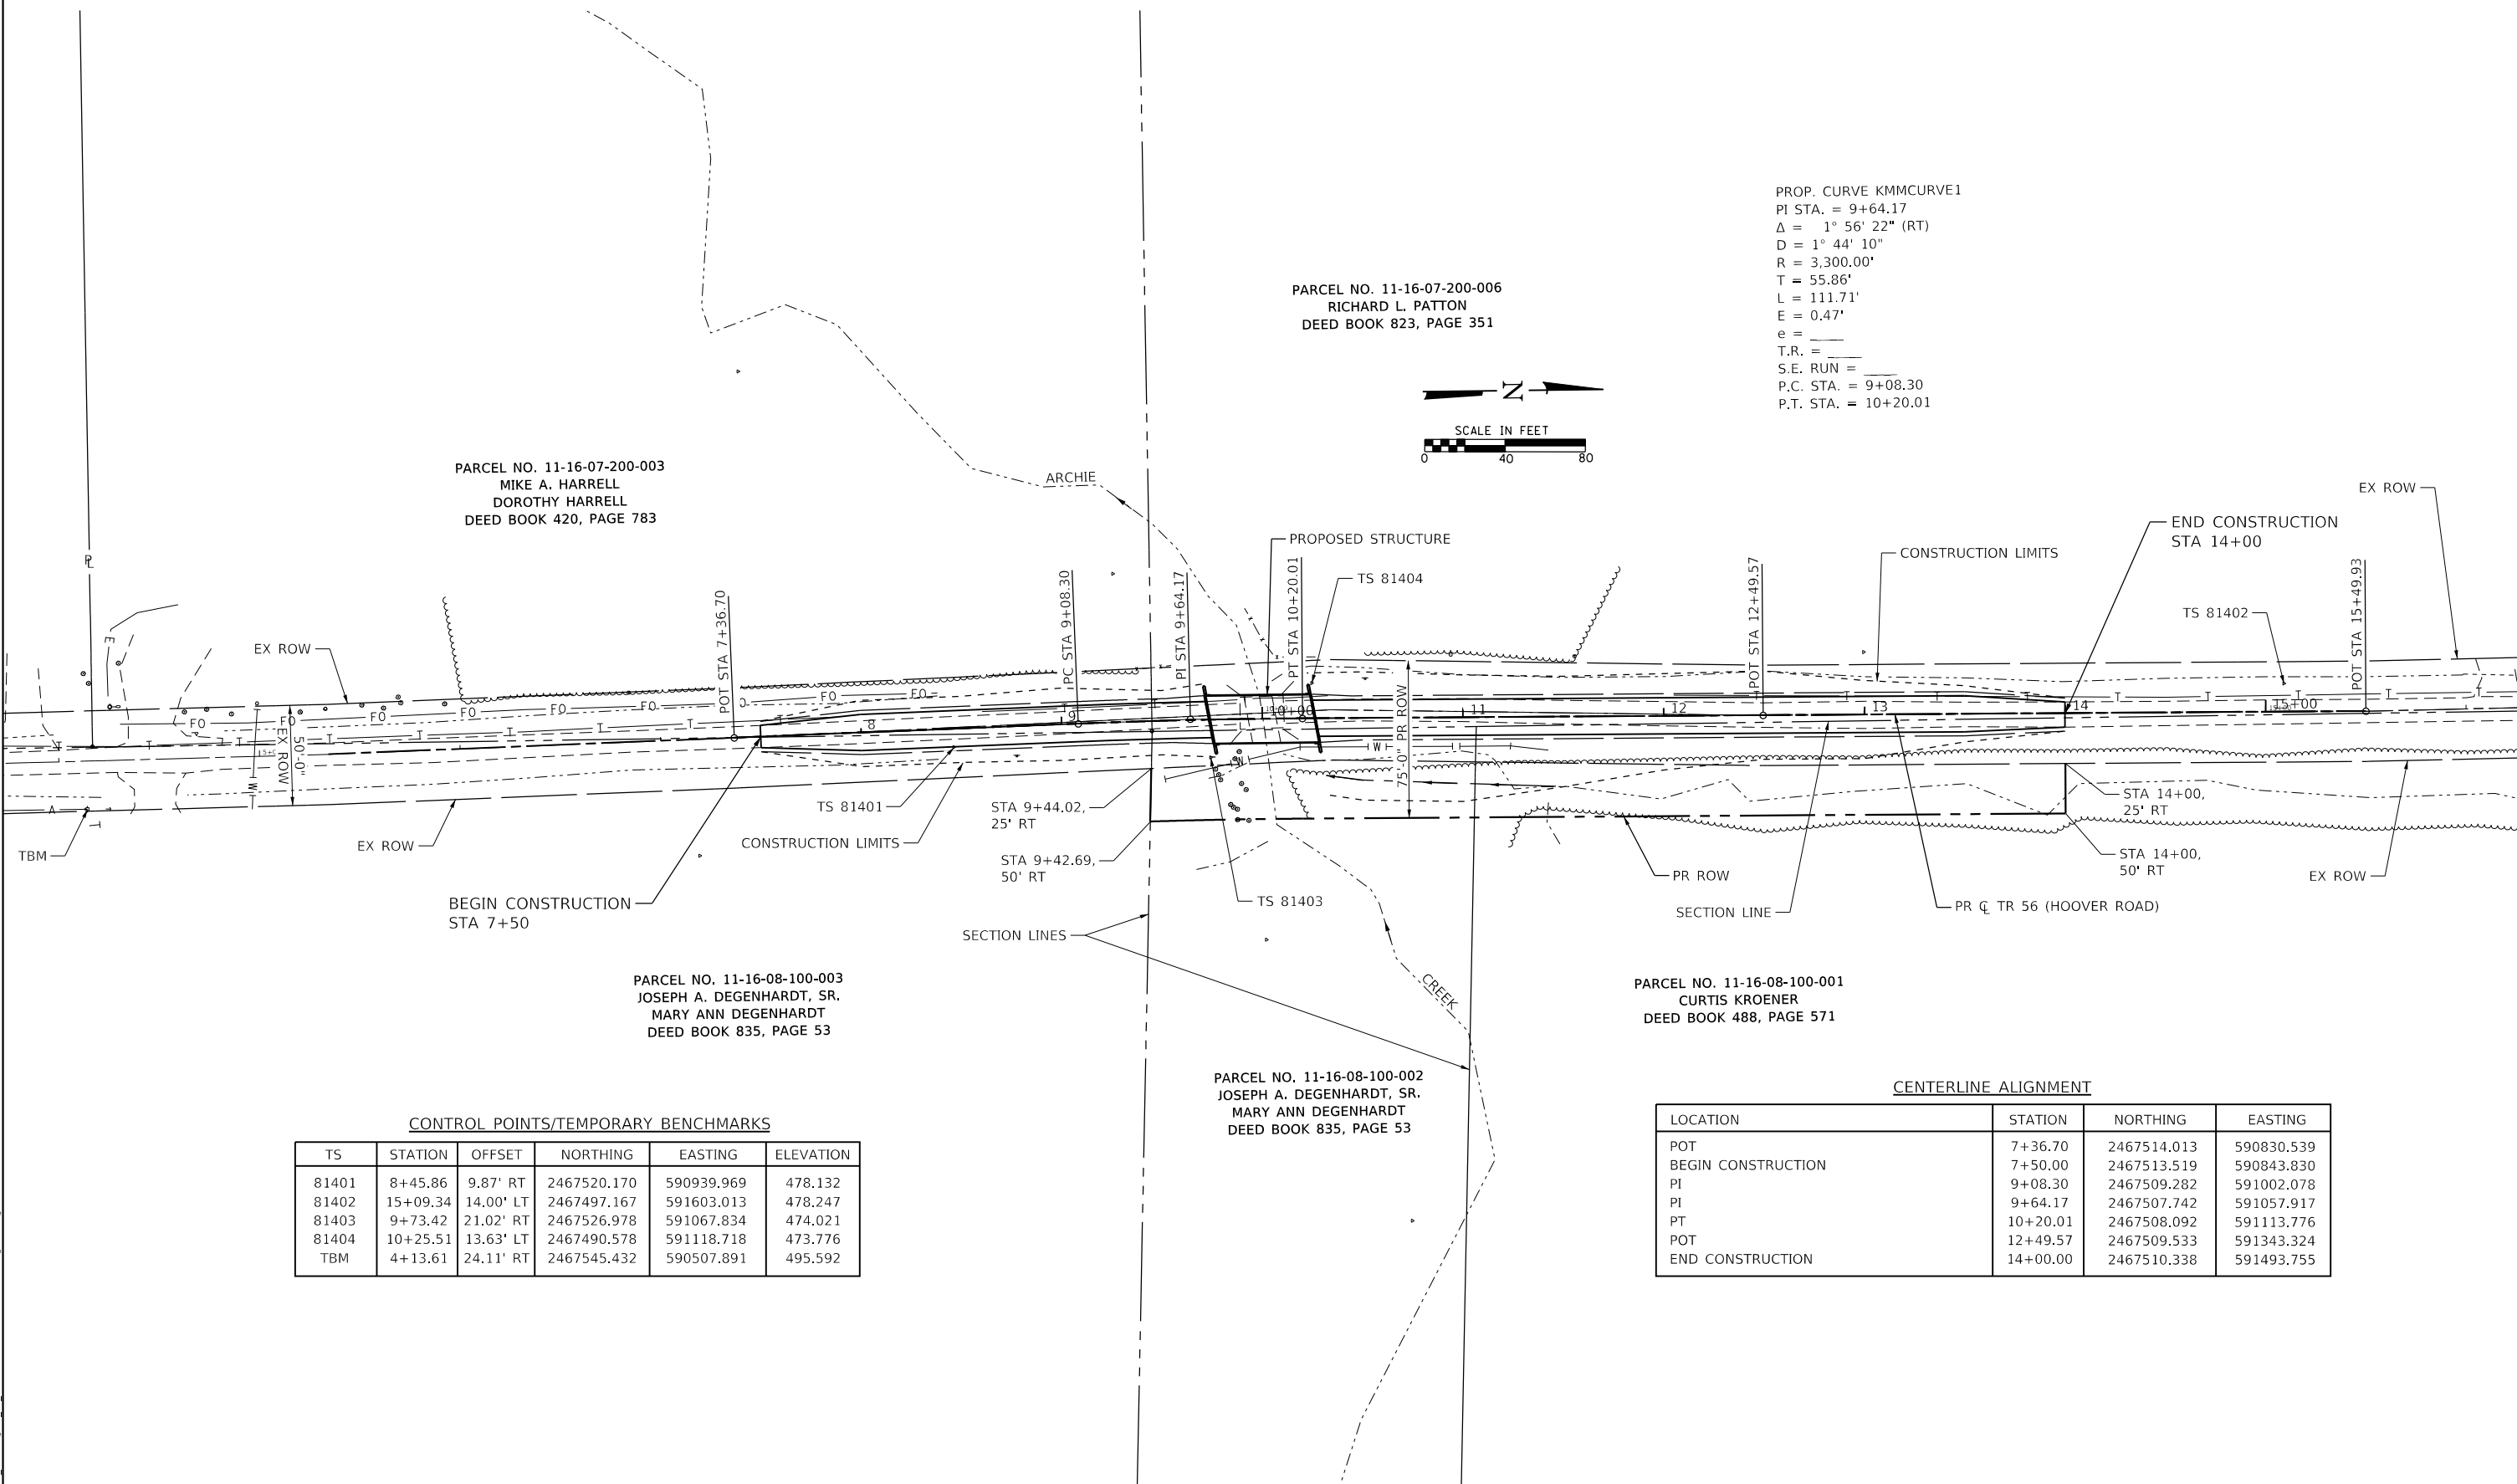 PROP. CURVE KMMCURVE1
PI STA. = 9+64.17
Δ = 1° 56' 22" (RT)
D = 1° 44' 10"
R = 3,300.00'
T = 55.86'
L = 111.71'
E = 0.47'
e = ____
T.R. = ____
S.E. RUN = ____
P.C. STA. = 9+08.30
P.T. STA. = 10+20.01
PARCEL NO. 11-16-07-200-006
RICHARD L. PATTON
DEED BOOK 823, PAGE 351
N
SCALE IN FEET
0 40 80
PARCEL NO. 11-16-07-200-003
MIKE A. HARRELL
DOROTHY HARRELL
DEED BOOK 420, PAGE 783
ARCHIE
PROPOSED STRUCTURE
TS 81404
CONSTRUCTION LIMITS
END CONSTRUCTION
STA 14+00
EX ROW
TS 81402
EX ROW
POT STA 7+36.70
PC STA 9+08.30
PI STA 9+64.17
POT STA 10+20.01
POT STA 12+49.57
POT STA 15+49.93
PL
E
FO FO FO FO FO FO FO FO
T T T T T T T T
8
9
10+00
11
12
13
14
15+00
T T T T T T T T
50'-0"
EX ROW
75'-0" PR ROW
W
W
A
T
TBM
EX ROW
TS 81401
CONSTRUCTION LIMITS
STA 9+44.02,
25' RT
STA 9+42.69,
50' RT
TS 81403
STA 14+00,
25' RT
STA 14+00,
50' RT
PR ROW
SECTION LINE
PR CL TR 56 (HOOVER ROAD)
EX ROW
BEGIN CONSTRUCTION
STA 7+50
SECTION LINES
CREEK
PARCEL NO. 11-16-08-100-003
JOSEPH A. DEGENHARDT, SR.
MARY ANN DEGENHARDT
DEED BOOK 835, PAGE 53
PARCEL NO. 11-16-08-100-001
CURTIS KROENER
DEED BOOK 488, PAGE 571
PARCEL NO. 11-16-08-100-002
JOSEPH A. DEGENHARDT, SR.
MARY ANN DEGENHARDT
DEED BOOK 835, PAGE 53
CONTROL POINTS/TEMPORARY BENCHMARKS
TS STATION OFFSET NORTHING EASTING ELEVATION
81401 8+45.86 9.87' RT 2467520.170 590939.969 478.132
81402 15+09.34 14.00' LT 2467497.167 591603.013 478.247
81403 9+73.42 21.02' RT 2467526.978 591067.834 474.021
81404 10+25.51 13.63' LT 2467490.578 591118.718 473.776
TBM 4+13.61 24.11' RT 2467545.432 590507.891 495.592
CENTERLINE ALIGNMENT
LOCATION STATION NORTHING EASTING
POT 7+36.70 2467514.013 590830.539
BEGIN CONSTRUCTION 7+50.00 2467513.519 590843.830
PI 9+08.30 2467509.282 591002.078
PI 9+64.17 2467507.742 591057.917
PT 10+20.01 2467508.092 591113.776
POT 12+49.57 2467509.533 591343.324
END CONSTRUCTION 14+00.00 2467510.338 591493.755